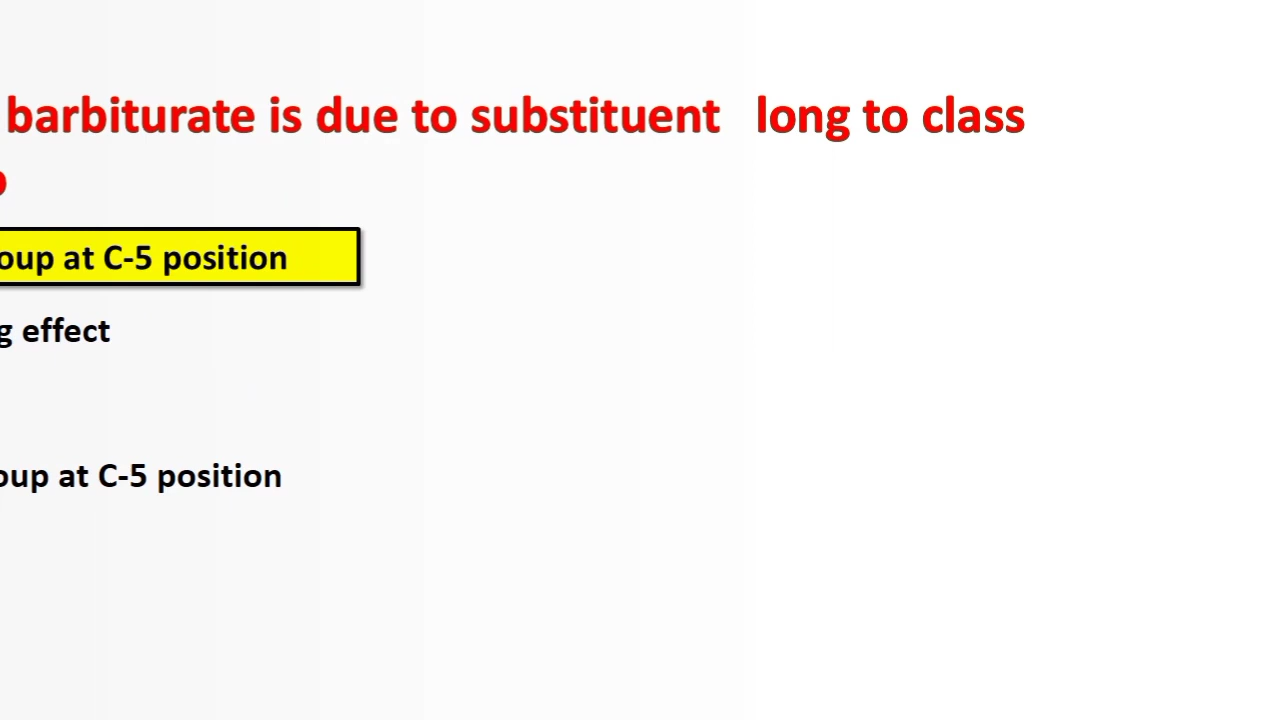 barbiturate is due to substituent long to class
oup at C-5 position
g effect
oup at C-5 position